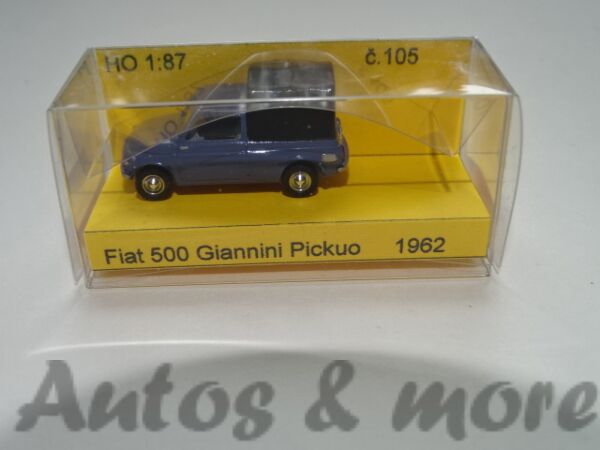 HO 1:87 č.105
Fiat 500 Giannini Pickuo 1962
Autos & more